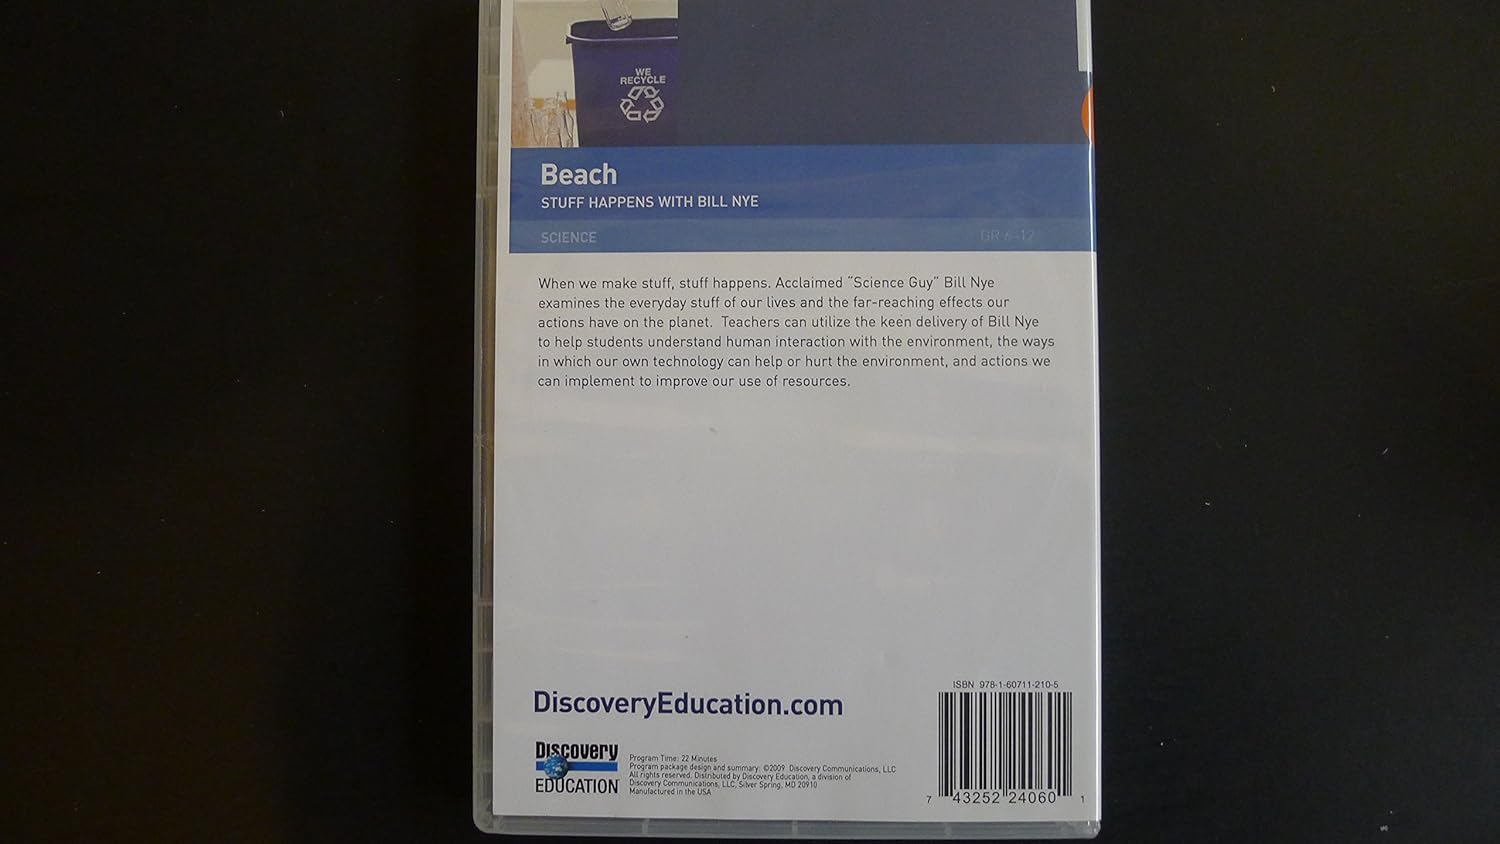 WE
RECYCLE
Beach
STUFF HAPPENS WITH BILL NYE
SCIENCE GR 6-12
When we make stuff, stuff happens. Acclaimed "Science Guy" Bill Nye
examines the everyday stuff of our lives and the far-reaching effects our
actions have on the planet. Teachers can utilize the keen delivery of Bill Nye
to help students understand human interaction with the environment, the ways
in which our own technology can help or hurt the environment, and actions we
can implement to improve our use of resources.
DiscoveryEducation.com
ISBN 978-1-60711-210-5
Discovery
EDUCATION
Program Time: 22 Minutes
Program package design and summary: ©2009 Discovery Communications, LLC
All rights reserved. Distributed by Discovery Education, a division of
Discovery Communications, LLC, Silver Spring, MD 20910
Manufactured in the USA
7 43252 24060 1